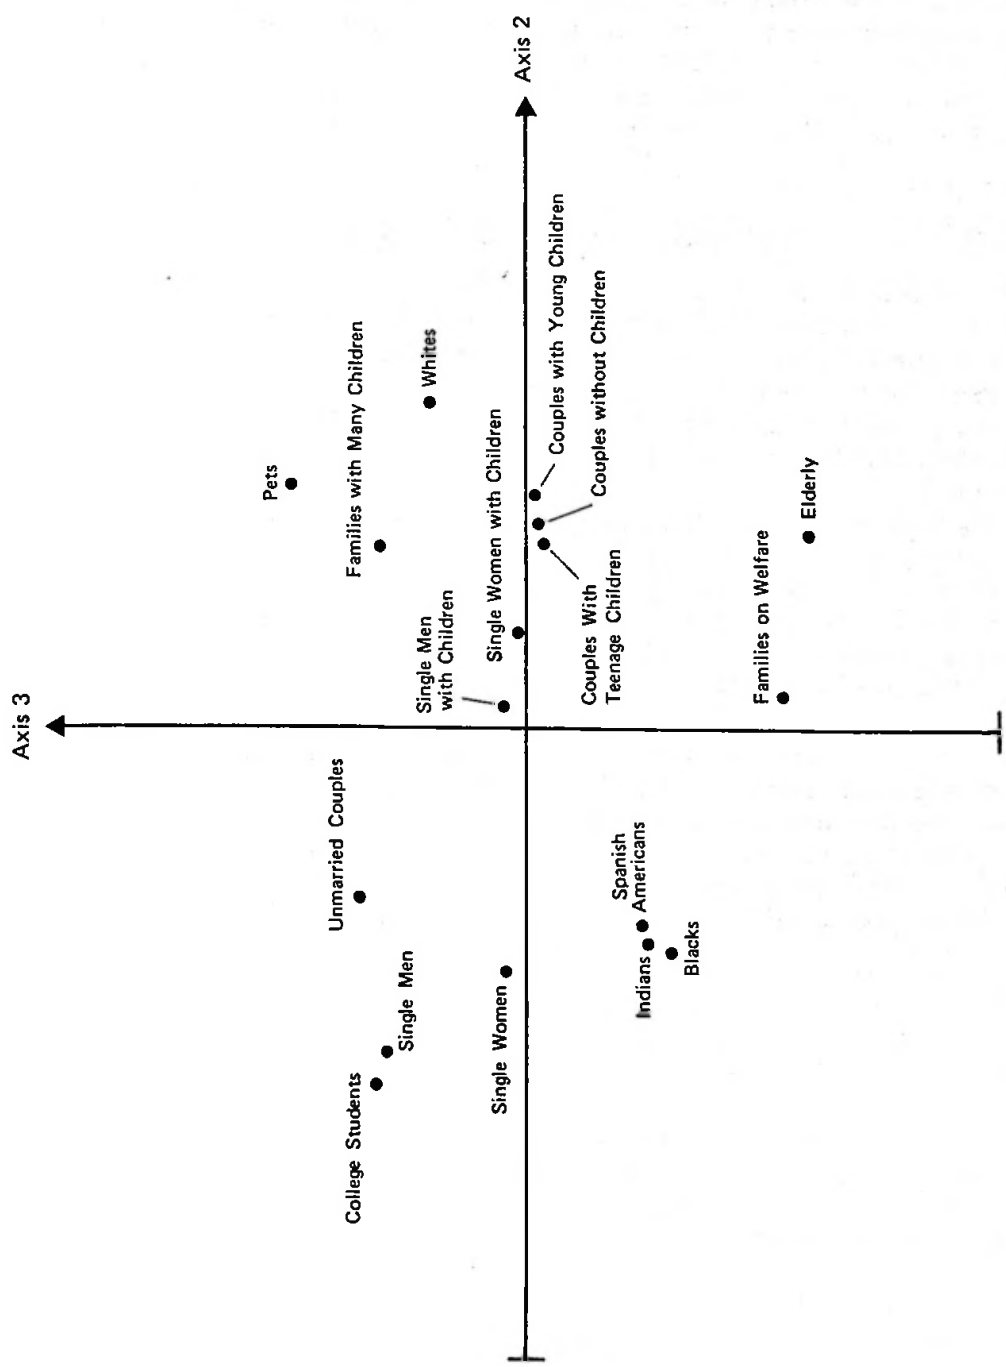 Axis 3
Axis 2
Pets
Families with Many Children
Whites
Single Men
with Children
Single Women with Children
Couples with Young Children
Couples without Children
Couples With
Teenage Children
Families on Welfare
Elderly
Unmarried Couples
College Students
Single Men
Single Women
Spanish
Americans
Indians
Blacks